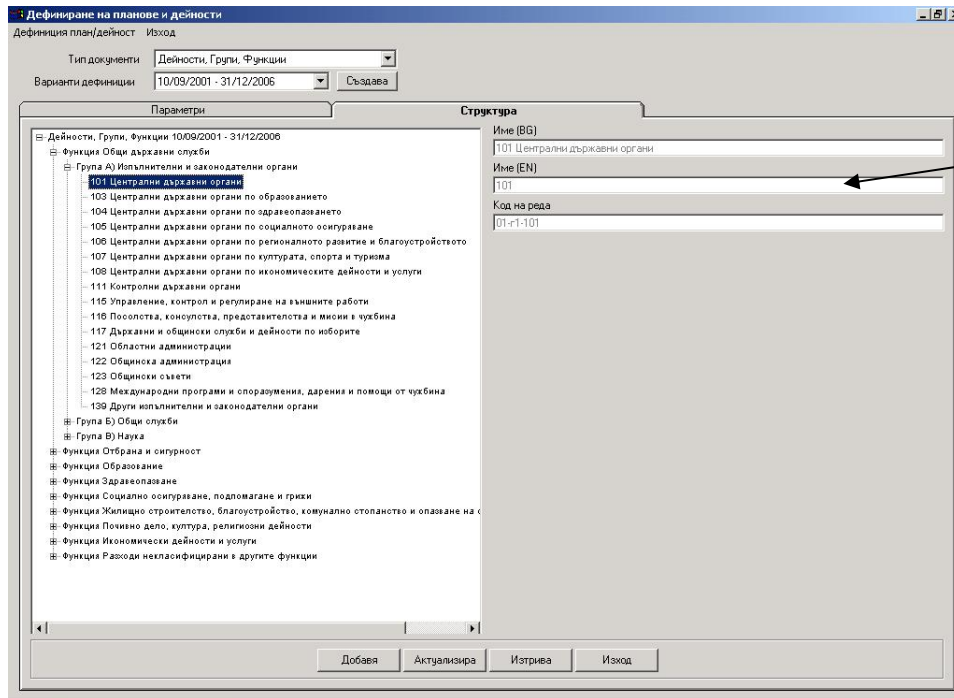 Дефиниране на планове и дейности
Дефиниция план/дейност Изход
Тип документи Дейности, Групи, Функции
Варианти дефиниции 10/09/2001 - 31/12/2006 Създава
Параметри Структура
Дейности, Групи, Функции 10/09/2001 - 31/12/2006
Функция Общи държавни служби
Група А) Изпълнителни и законодателни органи
101 Централни държавни органи
103 Централни държавни органи по образованието
104 Централни държавни органи по здравеопазването
105 Централни държавни органи по социалното осигуряване
106 Централни държавни органи по регионалното развитие и благоустройството
107 Централни държавни органи по културата, спорта и туризма
108 Централни държавни органи по икономическите дейности и услуги
111 Контролни държавни органи
115 Управление, контрол и регулиране на външните работи
116 Посолства, консулства, представителства и мисии в чужбина
117 Държавни и общински служби и дейности по изборите
121 Областни администрации
122 Общинска администрация
123 Общински съвети
128 Международни програми и споразумения, дарения и помощи от чужбина
139 Други изпълнителни и законодателни органи
Група Б) Общи служби
Група В) Наука
Функция Отбрана и сигурност
Функция Образование
Функция Здравеопазване
Функция Социално осигуряване, подпомагане и грижи
Функция Жилищно строителство, благоустройство, комунално стопанство и опазване на
Функция Почивно дело, култура, религиозни дейности
Функция Икономически дейности и услуги
Функция Разходи некласифицирани в другите функции
Име (BG)
101 Централни държавни органи
Име (EN)
101
Код на реда
01-г1-101
Добавя Актуализира Изтрива Изход